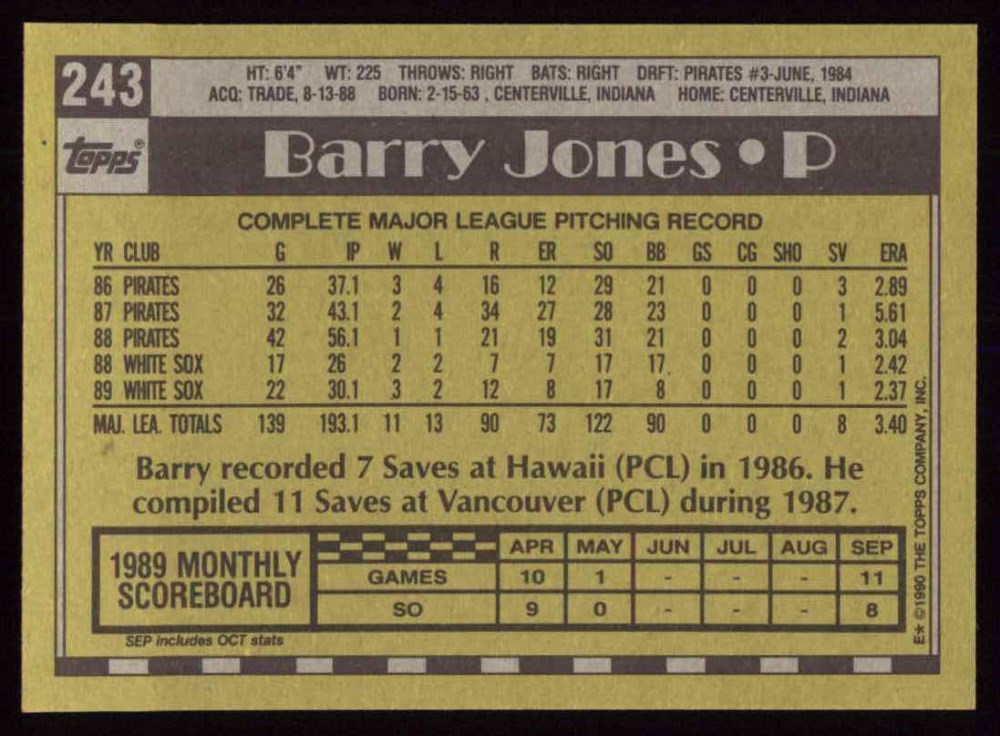 243
HT: 6'4" WT: 225 THROWS: RIGHT BATS: RIGHT DRFT: PIRATES #3-JUNE, 1984
ACQ: TRADE, 8-13-88 BORN: 2-15-63 , CENTERVILLE, INDIANA HOME: CENTERVILLE, INDIANA
topps®
Barry Jones • P
COMPLETE MAJOR LEAGUE PITCHING RECORD
YR CLUB G IP W L R ER SO BB GS CG SHO SV ERA
86 PIRATES 26 37.1 3 4 16 12 29 21 0 0 0 3 2.89
87 PIRATES 32 43.1 2 4 34 27 28 23 0 0 0 1 5.61
88 PIRATES 42 56.1 1 1 21 19 31 21 0 0 0 2 3.04
88 WHITE SOX 17 26 2 2 7 7 17 17 0 0 0 1 2.42
89 WHITE SOX 22 30.1 3 2 12 8 17 8 0 0 0 1 2.37
MAJ. LEA. TOTALS 139 193.1 11 13 90 73 122 90 0 0 0 8 3.40
Barry recorded 7 Saves at Hawaii (PCL) in 1986. He
compiled 11 Saves at Vancouver (PCL) during 1987.
1989 MONTHLY
SCOREBOARD
APR MAY JUN JUL AUG SEP
GAMES 10 1 - - - 11
SO 9 0 - - - 8
SEP includes OCT stats
E* ©1990 THE TOPPS COMPANY, INC.